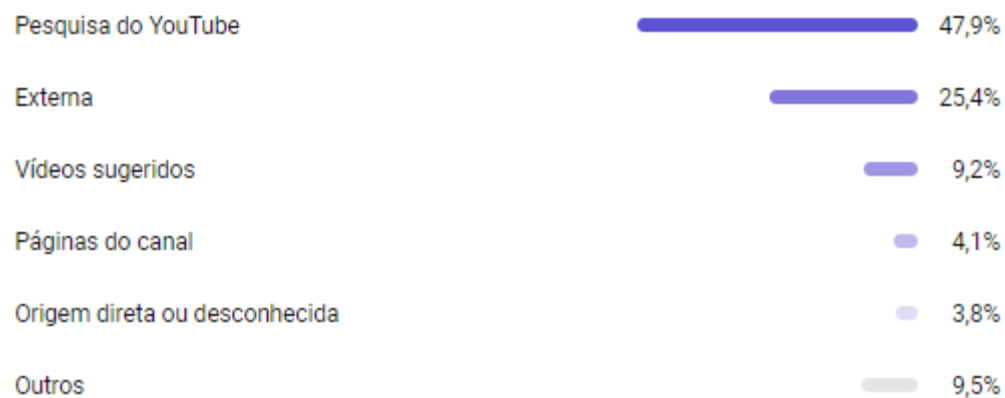 Pesquisa do YouTube 47,9%
Externa 25,4%
Vídeos sugeridos 9,2%
Páginas do canal 4,1%
Origem direta ou desconhecida 3,8%
Outros 9,5%